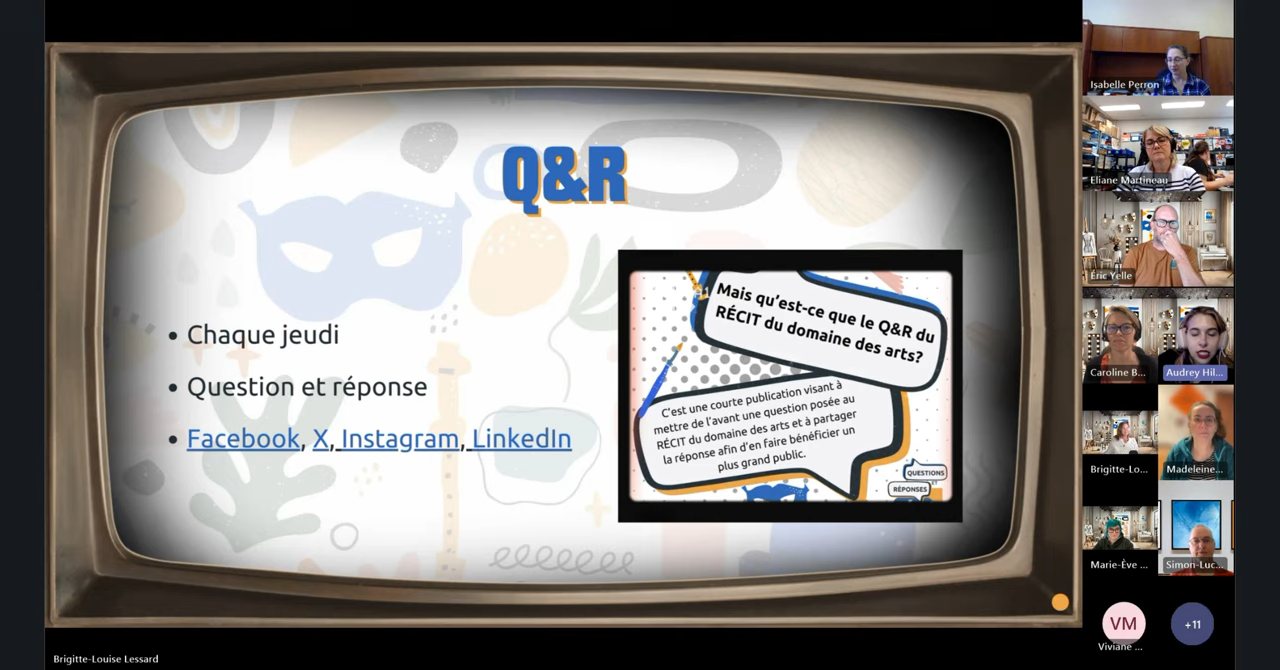 Q&R
• Chaque jeudi
• Question et réponse
• Facebook, X, Instagram, LinkedIn
Mais qu'est-ce que le Q&R du
RÉCIT du domaine des arts?
C'est une courte publication visant à
mettre de l'avant une question posée au
RÉCIT du domaine des arts et à partager
la réponse afin d'en faire bénéficier un
plus grand public.
QUESTIONS
ET
RÉPONSES
Isabelle Perron
Eliane Martineau
Éric Yelle
Caroline B...
Audrey Hil...
Brigitte-Lo...
Madeleine...
Marie-Ève ...
Simon-Luc...
VM
+11
Viviane ...
Brigitte-Louise Lessard